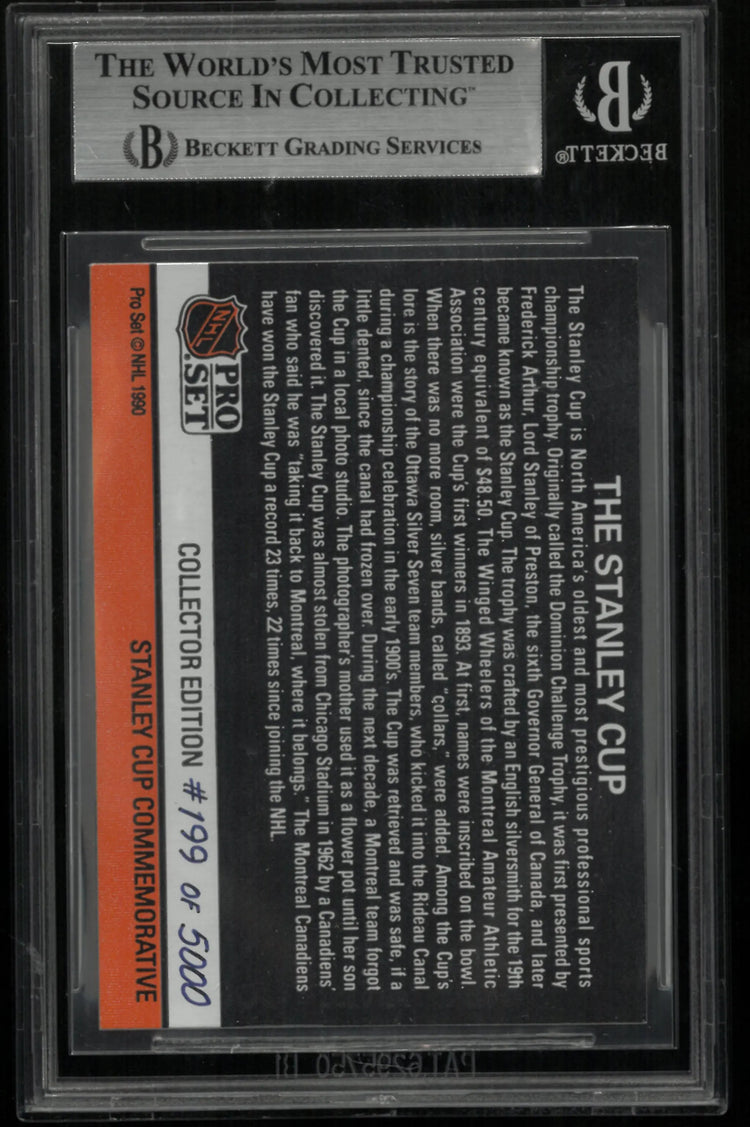 THE WORLD'S MOST TRUSTED
SOURCE IN COLLECTING™
B BECKETT GRADING SERVICES
B
BECKETT®
THE STANLEY CUP
The Stanley Cup is North America's oldest and most prestigious professional sports
championship trophy. Originally called the Dominion Challenge Trophy, it was first presented by
Frederick Arthur, Lord Stanley of Preston, the sixth Governor General of Canada, and later
became known as the Stanley Cup. The trophy was crafted by an English silversmith for the 19th
century equivalent of $48.50. The Winged Wheelers of the Montreal Amateur Athletic
Association were the Cup's first winners in 1893. At first, names were inscribed on the bowl.
When there was no more room, silver bands, called "collars," were added. Among the Cup's
lore is the story of the Ottawa Silver Seven team members, who kicked it into the Rideau Canal
during a championship celebration in the early 1900's. The Cup was retrieved and was safe, if a
little dented, since the canal had frozen over. During the next decade, a Montreal team forgot
the Cup in a local photo studio. The photographer's mother used it as a flower pot until her son
discovered it. The Stanley Cup was almost stolen from Chicago Stadium in 1962 by a Canadiens'
fan who said he was "taking it back to Montreal, where it belongs." The Montreal Canadiens
have won the Stanley Cup a record 23 times, 22 times since joining the NHL.
NHL
PRO
SET.
COLLECTOR EDITION #199 OF 5000
Pro Set © NHL 1990
STANLEY CUP COMMEMORATIVE